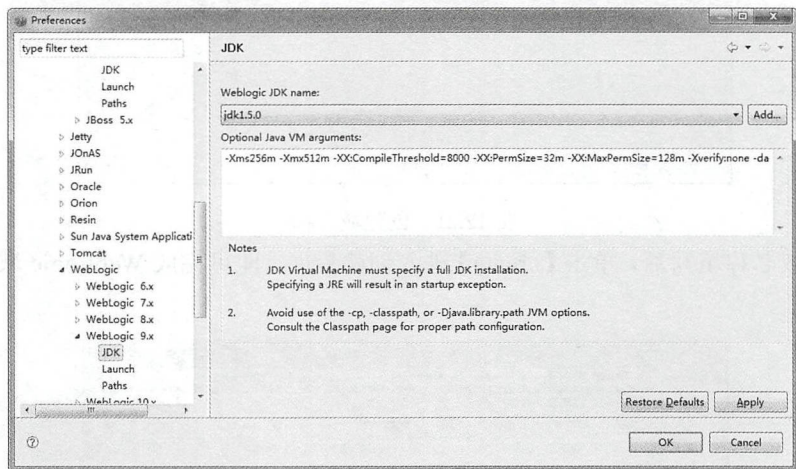 Preferences
type filter text
JDK
Launch
Paths
JBoss 5.x
Jetty
JOnAS
JRun
Oracle
Orion
Resin
Sun Java System Applicati
Tomcat
WebLogic
WebLogic 6.x
WebLogic 7.x
WebLogic 8.x
WebLogic 9.x
JDK
Launch
Paths
WebLogic 10.x
JDK
Weblogic JDK name:
jdk1.5.0
Add...
Optional Java VM arguments:
-Xms256m -Xmx512m -XX:CompileThreshold=8000 -XX:PermSize=32m -XX:MaxPermSize=128m -Xverify:none -da
Notes
1. JDK Virtual Machine must specify a full JDK installation.
Specifying a JRE will result in an startup exception.
2. Avoid use of the -cp, -classpath, or -Djava.library.path JVM options.
Consult the Classpath page for proper path configuration.
Restore Defaults
Apply
OK
Cancel